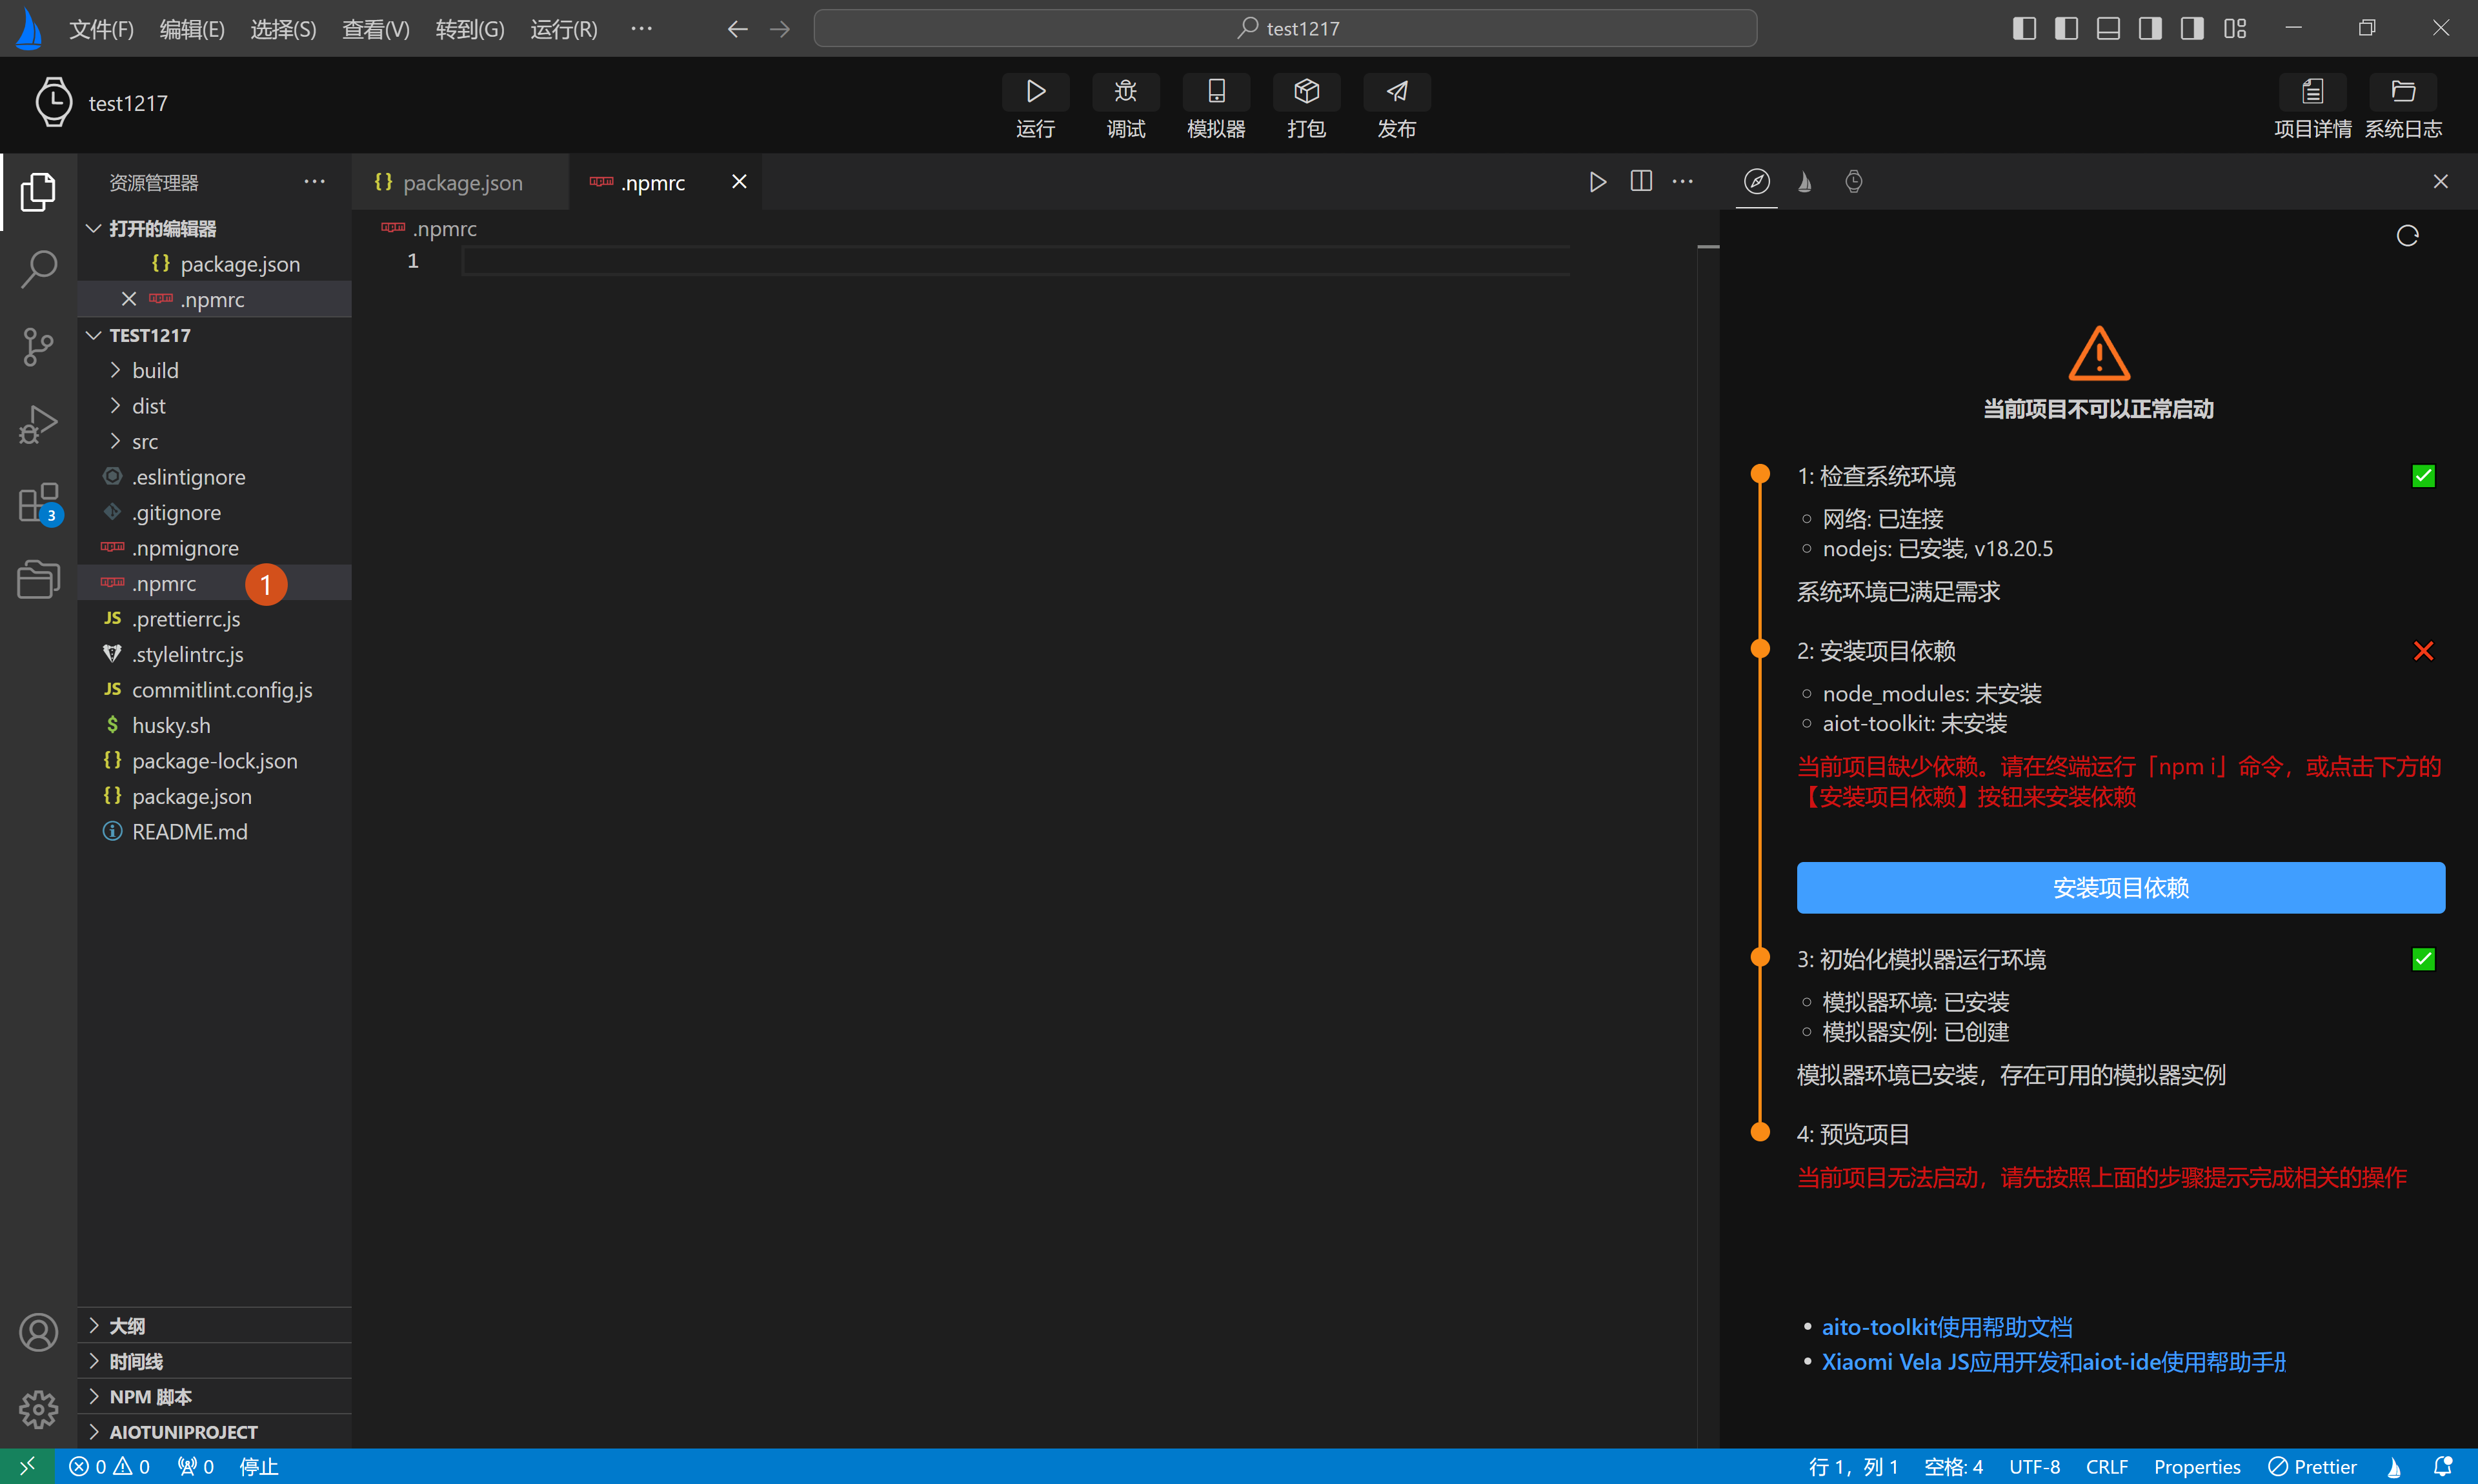 文件(F) 编辑(E) 选择(S) 查看(V) 转到(G) 运行(R) ··· test1217
test1217
运行 调试 模拟器 打包 发布
项目详情 系统日志
资源管理器
打开的编辑器
package.json
.npmrc
TEST1217
build
dist
src
.eslintignore
.gitignore
.npmignore
.npmrc 1
.prettierrc.js
.stylelintrc.js
commitlint.config.js
husky.sh
package-lock.json
package.json
README.md
大纲
时间线
NPM 脚本
AIOTUNIPROJECT
3
package.json .npmrc
.npmrc
1
当前项目不可以正常启动
1: 检查系统环境
网络: 已连接
nodejs: 已安装, v18.20.5
系统环境已满足需求
2: 安装项目依赖
node_modules: 未安装
aiot-toolkit: 未安装
当前项目缺少依赖。请在终端运行「npm i」命令，或点击下方的
【安装项目依赖】按钮来安装依赖
安装项目依赖
3: 初始化模拟器运行环境
模拟器环境: 已安装
模拟器实例: 已创建
模拟器环境已安装，存在可用的模拟器实例
4: 预览项目
当前项目无法启动，请先按照上面的步骤提示完成相关的操作
aito-toolkit使用帮助文档
Xiaomi Vela JS应用开发和aiot-ide使用帮助手册
0 0 0 停止
行 1，列 1 空格: 4 UTF-8 CRLF Properties Prettier